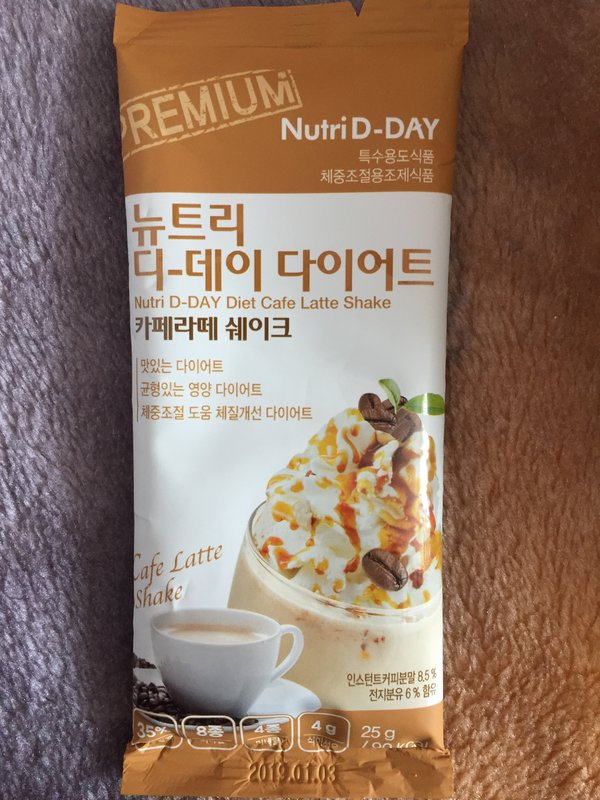 PREMIUM
Nutri D-DAY
특수용도식품
체중조절용조제식품
뉴트리
디-데이 다이어트
Nutri D-DAY Diet Cafe Latte Shake
카페라떼 쉐이크
맛있는 다이어트
균형있는 영양 다이어트
체중조절 도움 체질개선 다이어트
Cafe Latte
Shake
인스턴트커피분말 8.5 %
전지분유 6 % 함유
35%
8종
4종
4 g
25 g
2019.01.03